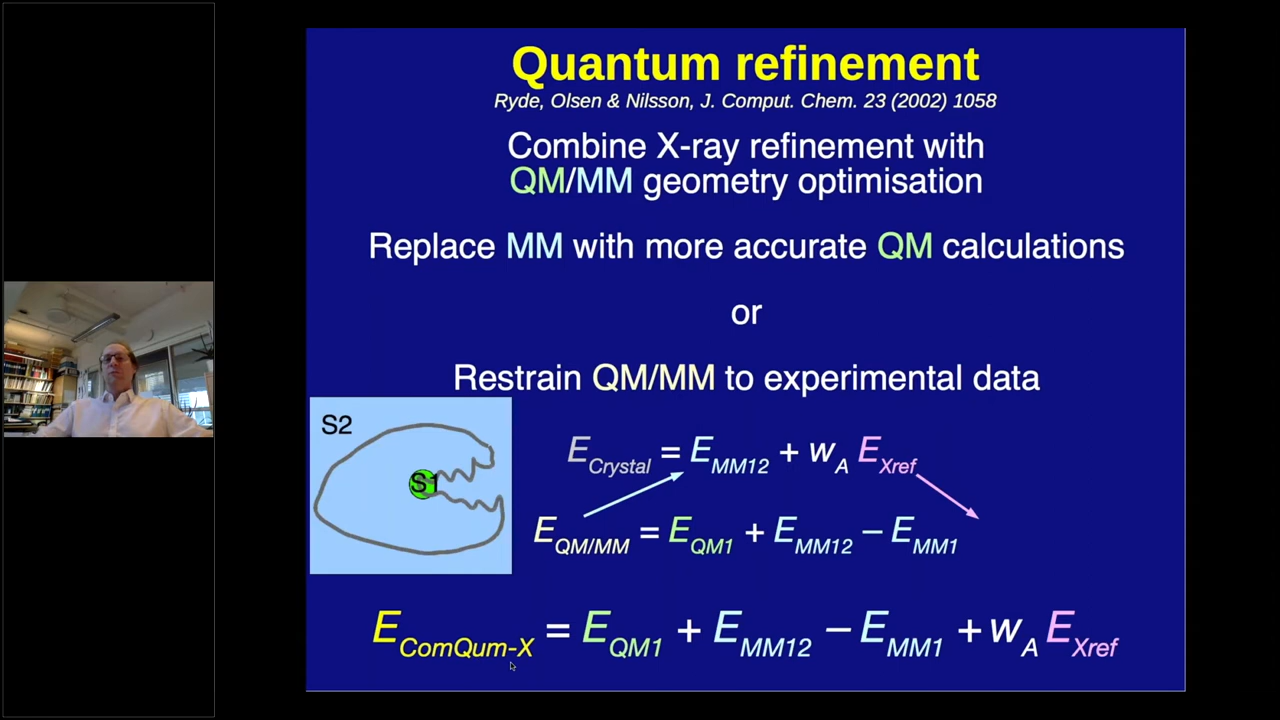 Quantum refinement
Ryde, Olsen & Nilsson, J. Comput. Chem. 23 (2002) 1058
Combine X-ray refinement with
QM/MM geometry optimisation
Replace MM with more accurate QM calculations
or
Restrain QM/MM to experimental data
S2
S1
E_Crystal = E_MM12 + w_A E_Xref
E_QM/MM = E_QM1 + E_MM12 − E_MM1
E_ComQum-X = E_QM1 + E_MM12 − E_MM1 + w_A E_Xref